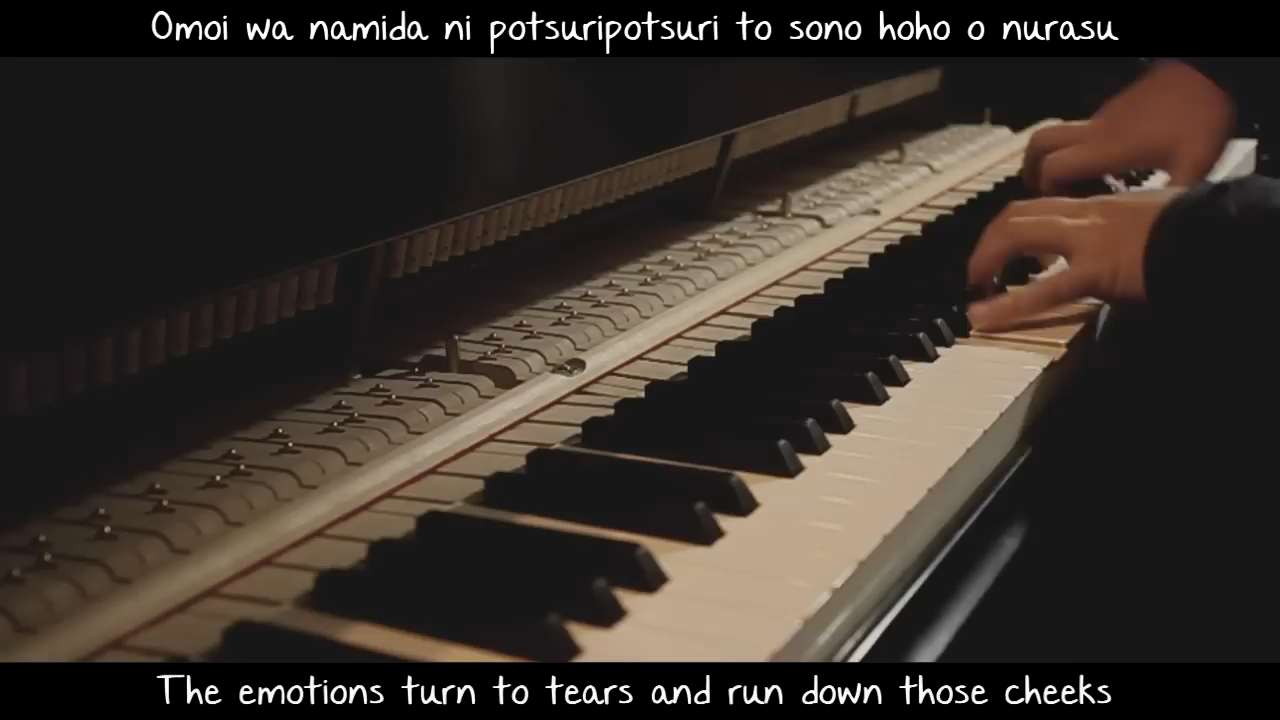 Omoi wa namida ni potsuripotsuri to sono hoho o nurasu
The emotions turn to tears and run down those cheeks